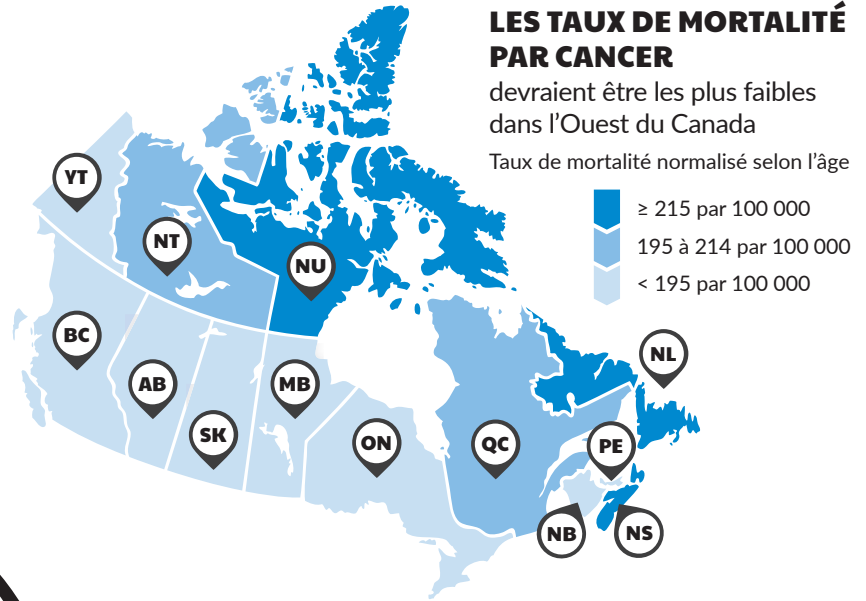 LES TAUX DE MORTALITÉ
PAR CANCER
devraient être les plus faibles
dans l’Ouest du Canada
Taux de mortalité normalisé selon l’âge
≥ 215 par 100 000
195 à 214 par 100 000
< 195 par 100 000
YT
NT
NU
BC
AB
SK
MB
ON
QC
NL
PE
NB
NS